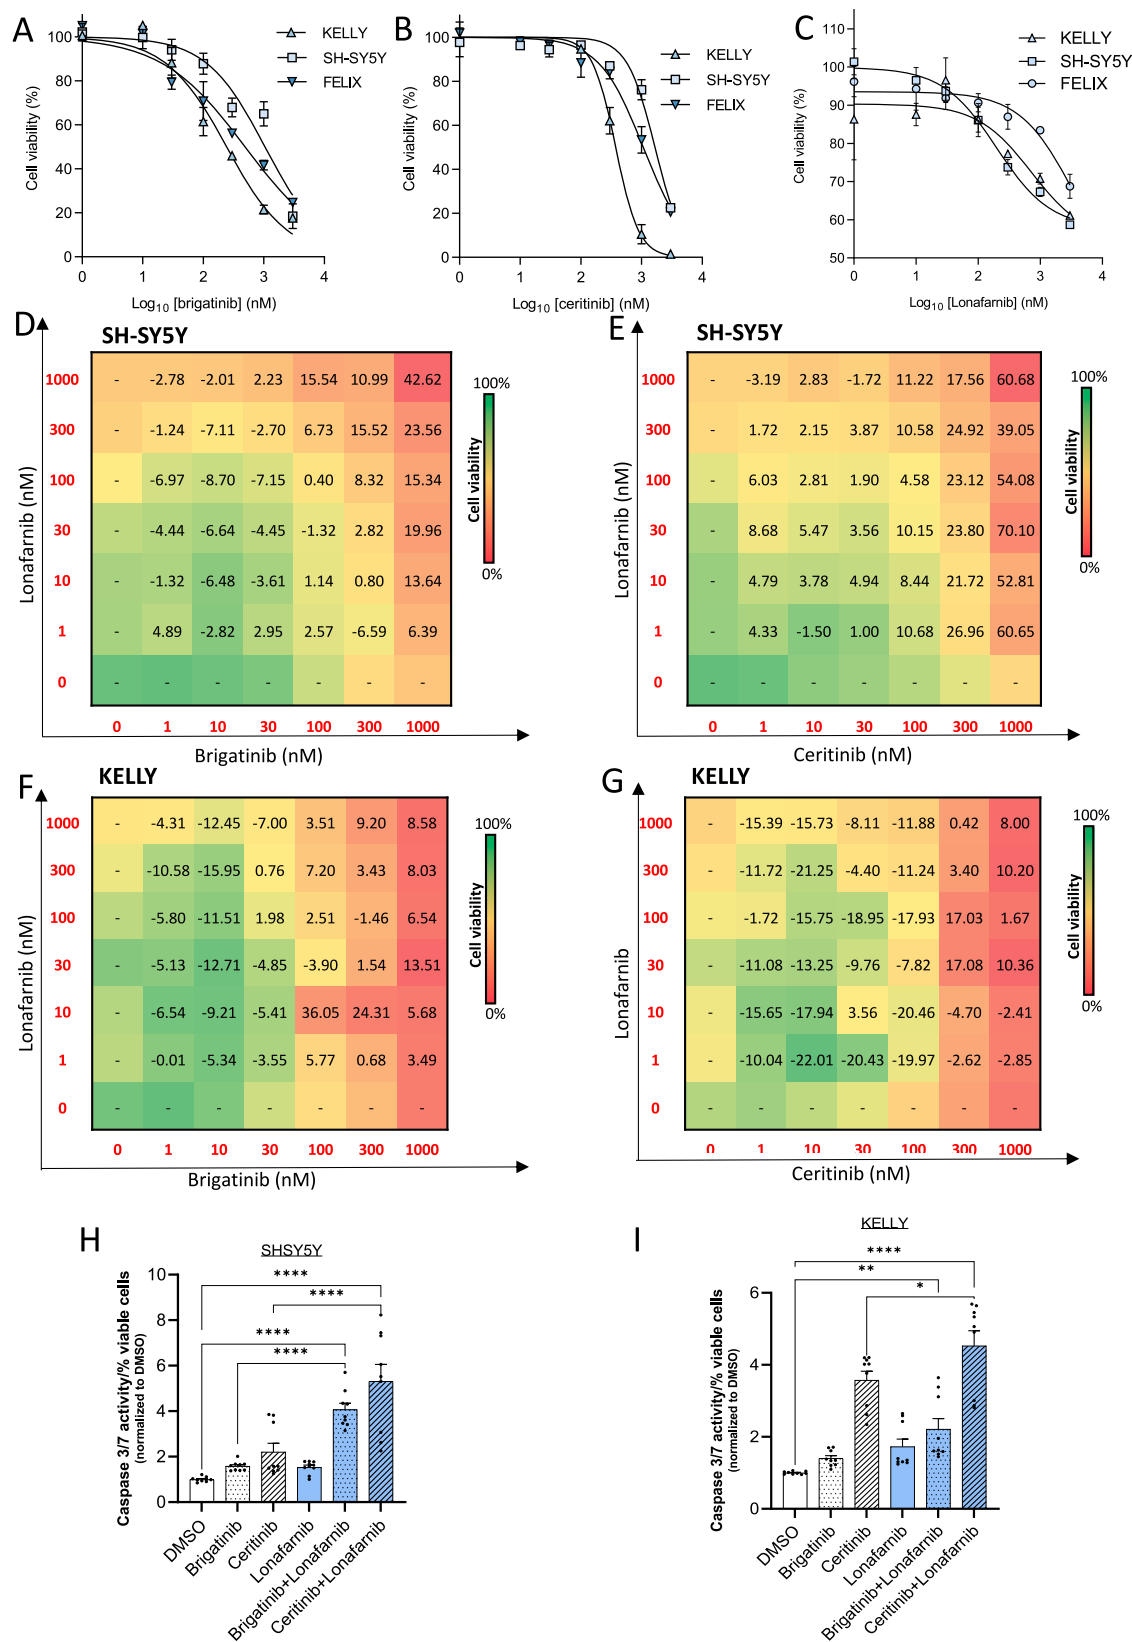 A
KELLY
SH-SY5Y
FELIX
Cell viability (%)
100
80
60
40
20
0
0 1 2 3 4
Log10 [brigatinib] (nM)
B
KELLY
SH-SY5Y
FELIX
Cell viability (%)
100
80
60
40
20
0
0 1 2 3 4
Log10 [ceritinib] (nM)
C
KELLY
SH-SY5Y
FELIX
Cell viability (%)
110
100
90
80
70
60
50
0 1 2 3 4
Log10 [Lonafarnib] (nM)
D
SH-SY5Y
Lonafarnib (nM)
1000 - -2.78 -2.01 2.23 15.54 10.99 42.62
300 - -1.24 -7.11 -2.70 6.73 15.52 23.56
100 - -6.97 -8.70 -7.15 0.40 8.32 15.34
30 - -4.44 -6.64 -4.45 -1.32 2.82 19.96
10 - -1.32 -6.48 -3.61 1.14 0.80 13.64
1 - 4.89 -2.82 2.95 2.57 -6.59 6.39
0 - - - - - - -
0 1 10 30 100 300 1000
Brigatinib (nM)
100%
Cell viability
0%
E
SH-SY5Y
Lonafarnib (nM)
1000 - -3.19 2.83 -1.72 11.22 17.56 60.68
300 - 1.72 2.15 3.87 10.58 24.92 39.05
100 - 6.03 2.81 1.90 4.58 23.12 54.08
30 - 8.68 5.47 3.56 10.15 23.80 70.10
10 - 4.79 3.78 4.94 8.44 21.72 52.81
1 - 4.33 -1.50 1.00 10.68 26.96 60.65
0 - - - - - - -
0 1 10 30 100 300 1000
Ceritinib (nM)
100%
Cell viability
0%
F
KELLY
Lonafarnib (nM)
1000 - -4.31 -12.45 -7.00 3.51 9.20 8.58
300 - -10.58 -15.95 0.76 7.20 3.43 8.03
100 - -5.80 -11.51 1.98 2.51 -1.46 6.54
30 - -5.13 -12.71 -4.85 -3.90 1.54 13.51
10 - -6.54 -9.21 -5.41 36.05 24.31 5.68
1 - -0.01 -5.34 -3.55 5.77 0.68 3.49
0 - - - - - - -
0 1 10 30 100 300 1000
Brigatinib (nM)
100%
Cell viability
0%
G
KELLY
Lonafarnib
1000 - -15.39 -15.73 -8.11 -11.88 0.42 8.00
300 - -11.72 -21.25 -4.40 -11.24 3.40 10.20
100 - -1.72 -15.75 -18.95 -17.93 17.03 1.67
30 - -11.08 -13.25 -9.76 -7.82 17.08 10.36
10 - -15.65 -17.94 3.56 -20.46 -4.70 -2.41
1 - -10.04 -22.01 -20.43 -19.97 -2.62 -2.85
0 - - - - - - -
0 1 10 30 100 300 1000
Ceritinib (nM)
100%
Cell viability
0%
H
SHSY5Y
Caspase 3/7 activity/% viable cells
(normalized to DMSO)
10
8
6
4
2
0
****
****
****
****
DMSO
Brigatinib
Ceritinib
Lonafarnib
Brigatinib+Lonafarnib
Ceritinib+Lonafarnib
I
KELLY
Caspase 3/7 activity/% viable cells
(normalized to DMSO)
6
4
2
0
****
**
*
DMSO
Brigatinib
Ceritinib
Lonafarnib
Brigatinib+Lonafarnib
Ceritinib+Lonafarnib